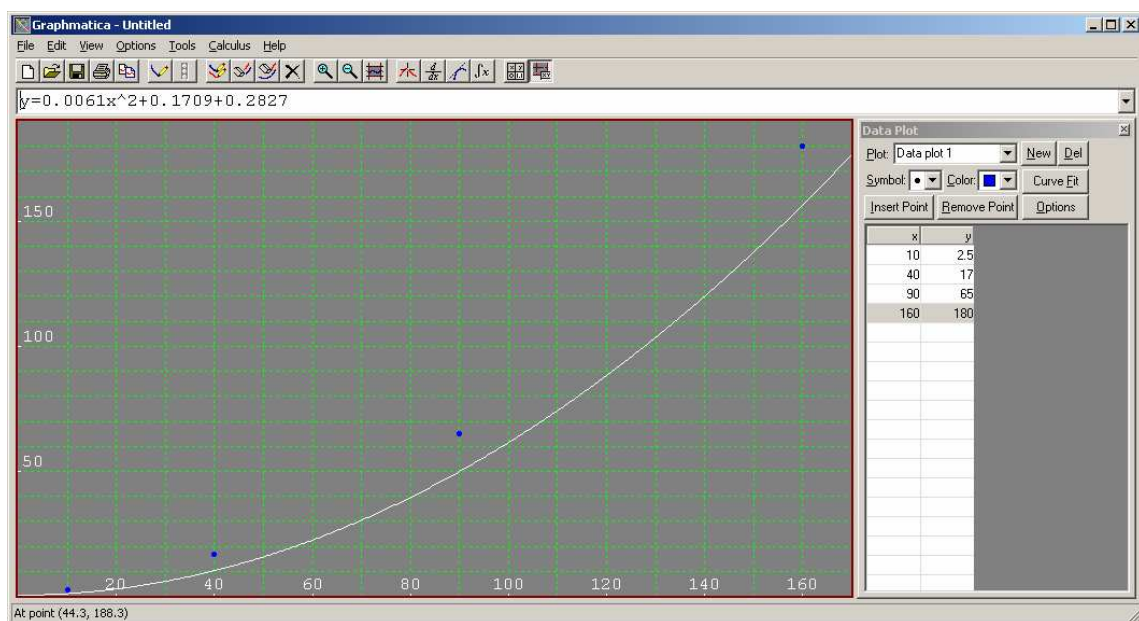 Graphmatica - Untitled
File Edit View Options Tools Calculus Help
y=0.0061x^2+0.1709+0.2827
Data Plot
Plot: Data plot 1 New Del
Symbol: Color: Curve Fit
Insert Point Remove Point Options
x y
10 2.5
40 17
90 65
160 180
150
100
50
20 40 60 80 100 120 140 160
At point (44.3, 188.3)